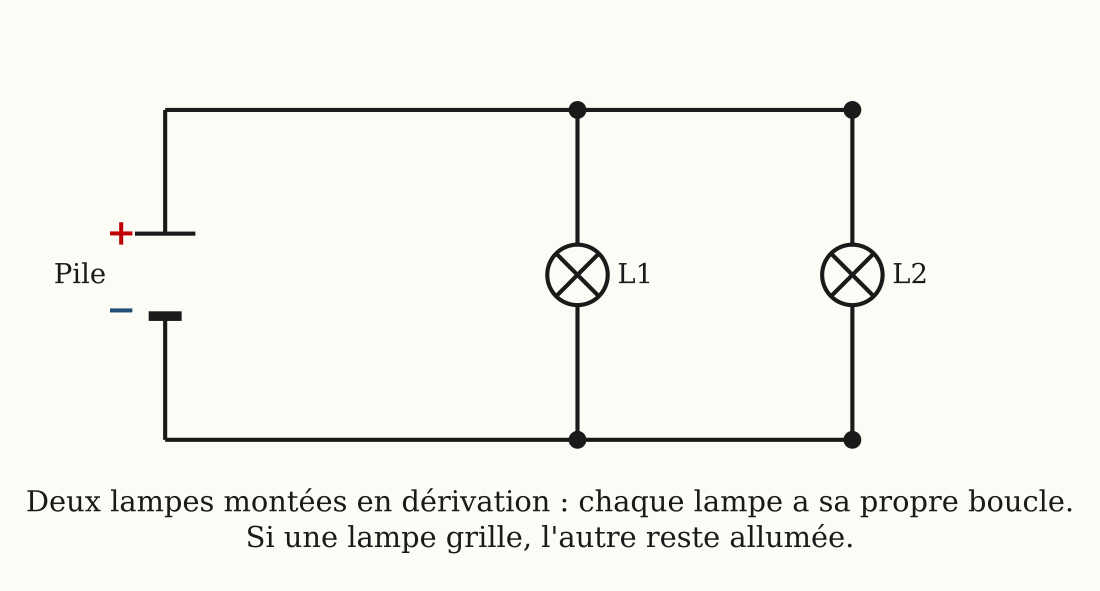 +
Pile
−
L1
L2
Deux lampes montées en dérivation : chaque lampe a sa propre boucle.
Si une lampe grille, l'autre reste allumée.